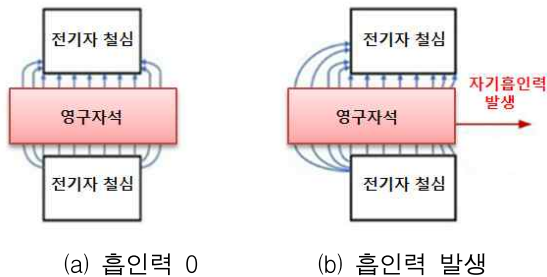 전기자 철심
전기자 철심
자기흡인력
발생
영구자석
영구자석
전기자 철심
전기자 철심
(a) 흡인력 0
(b) 흡인력 발생